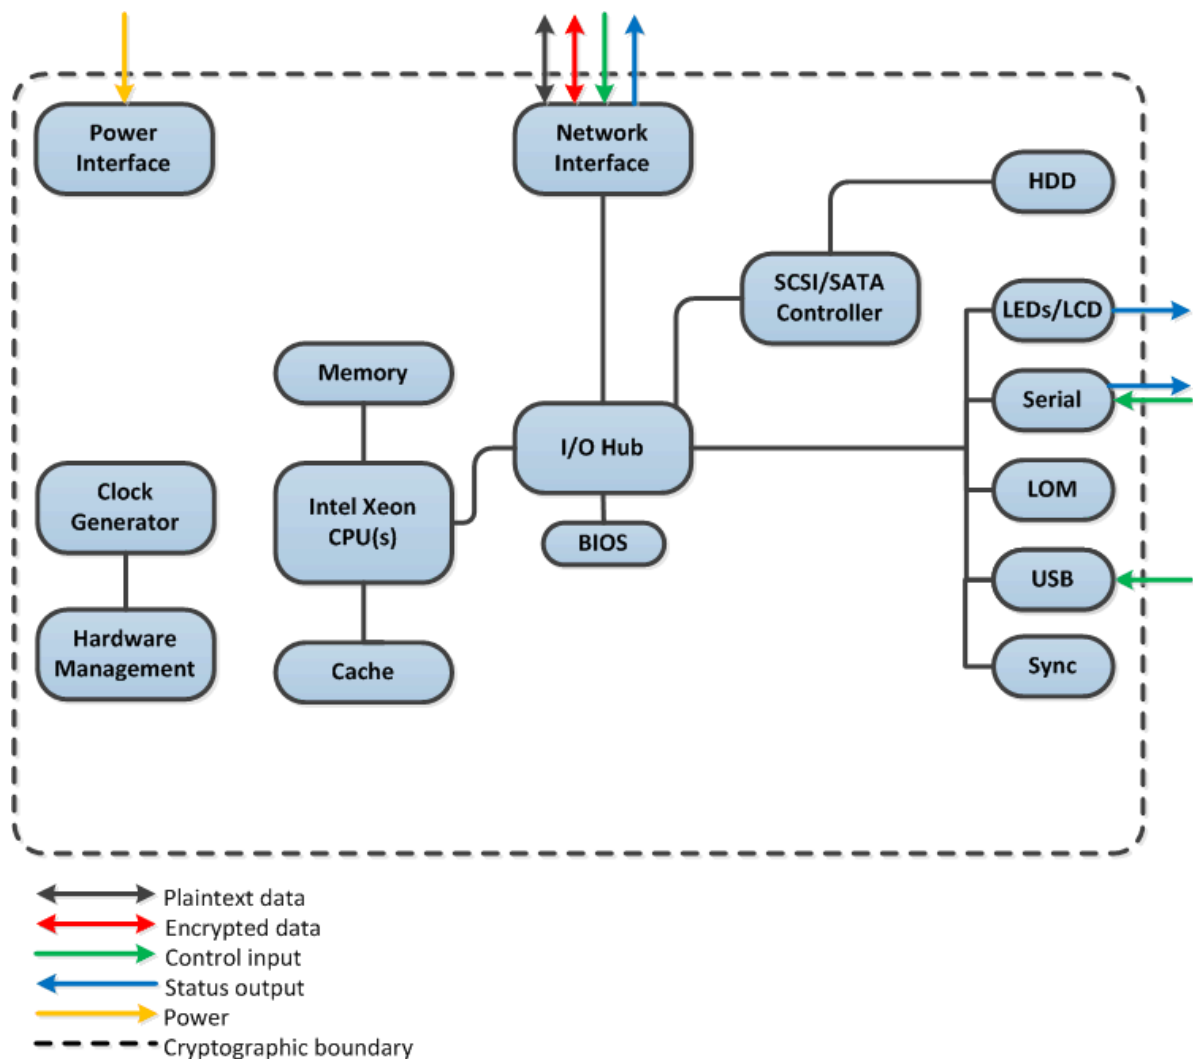 Power
Interface
Network
Interface
HDD
SCSI/SATA
Controller
LEDs/LCD
Memory
Serial
I/O Hub
Clock
Generator
Intel Xeon
CPU(s)
LOM
BIOS
USB
Hardware
Management
Cache
Sync
Plaintext data
Encrypted data
Control input
Status output
Power
Cryptographic boundary